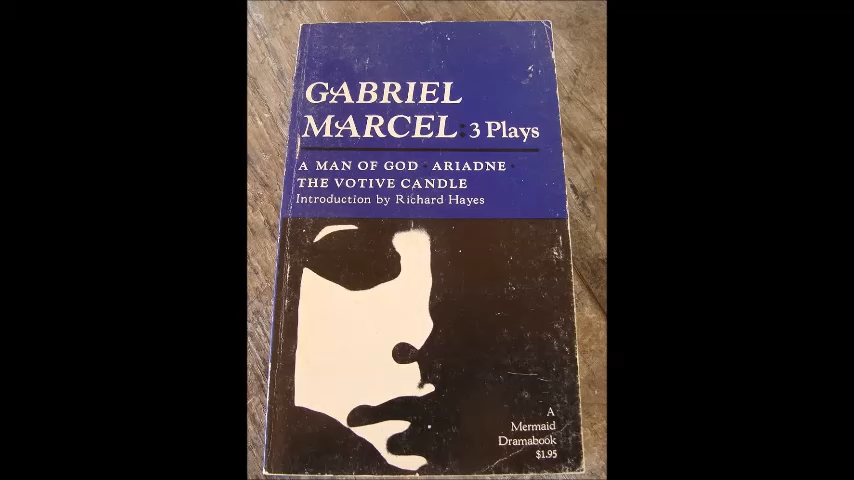 GABRIEL
MARCEL: 3 Plays
A MAN OF GOD · ARIADNE ·
THE VOTIVE CANDLE
Introduction by Richard Hayes
A
Mermaid
Dramabook
$1.95